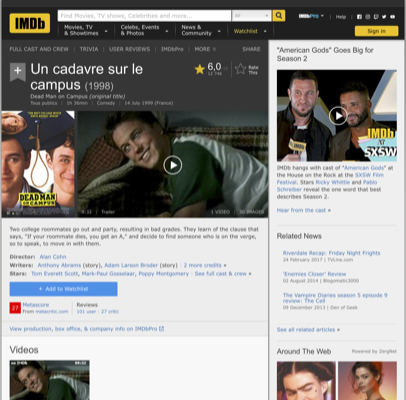 IMDb
Find Movies, TV shows, Celebrities and more...
All
IMDbPro
Help
Movies, TV & Showtimes
Celebs, Events & Photos
News & Community
Watchlist
Sign in
FULL CAST AND CREW | TRIVIA | USER REVIEWS | IMDbPro | MORE
SHARE
Un cadavre sur le campus (1998)
Dead Man on Campus (original title)
Tous publics | 1h 36min | Comedy | 14 July 1999 (France)
6,0
Rate This
DEAD MAN ON CAMPUS
Trailer
1 VIDEO
IMAGES
Two college roommates go out and party, resulting in bad grades. They learn of the clause that
says, "If your roommate dies, you get an A," and decide to find someone who is on the verge,
so to speak, to move in with them.
Director: Alan Cohn
Writers: Anthony Abrams (story), Adam Larson Broder (story) | 2 more credits »
Stars: Tom Everett Scott, Mark-Paul Gosselaar, Poppy Montgomery | See full cast & crew »
+ Add to Watchlist
27
Metascore
From metacritic.com
Reviews
101 user | 27 critic
View production, box office, & company info on IMDbPro
Videos
"American Gods" Goes Big for
Season 2
IMDb
at
SXSW
IMDb hangs with cast of "American Gods" at
the House on the Rock at the SXSW Film
Festival. Stars Ricky Whittle and Pablo
Schreiber reveal the one word that best
describes Season 2.
Hear from the cast »
Related News
Riverdale Recap: Friday Night Frights
24 February 2017 | TVLine.com
'Enemies Closer' Review
02 August 2014 | Blogomatic3000
The Vampire Diaries season 5 episode 9
review: The Cell
09 December 2013 | Den of Geek
See all related articles »
Around The Web
Powered by ZergNet